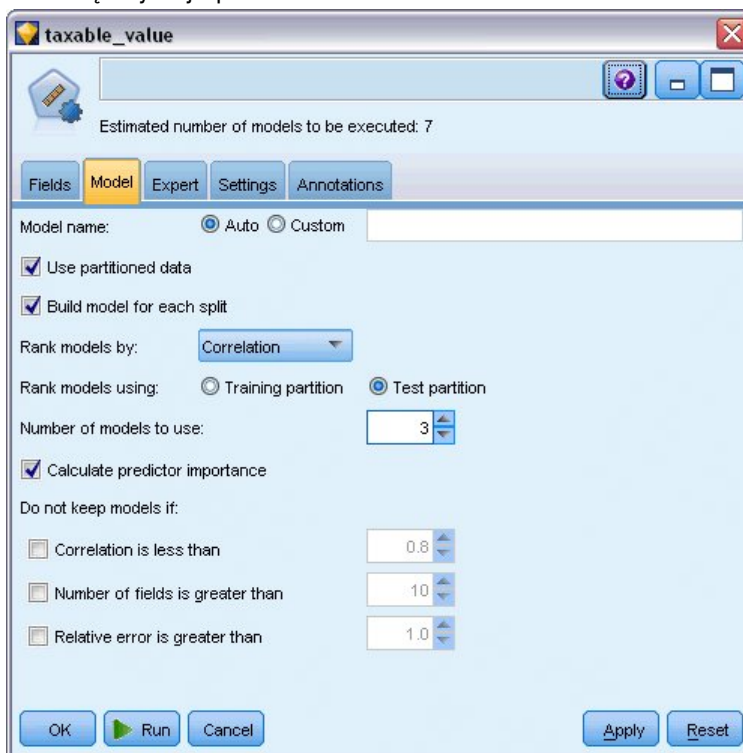 taxable_value
Estimated number of models to be executed: 7
Fields Model Expert Settings Annotations
Model name: Auto Custom
Use partitioned data
Build model for each split
Rank models by: Correlation
Rank models using: Training partition Test partition
Number of models to use: 3
Calculate predictor importance
Do not keep models if:
Correlation is less than 0.8
Number of fields is greater than 10
Relative error is greater than 1.0
OK Run Cancel Apply Reset